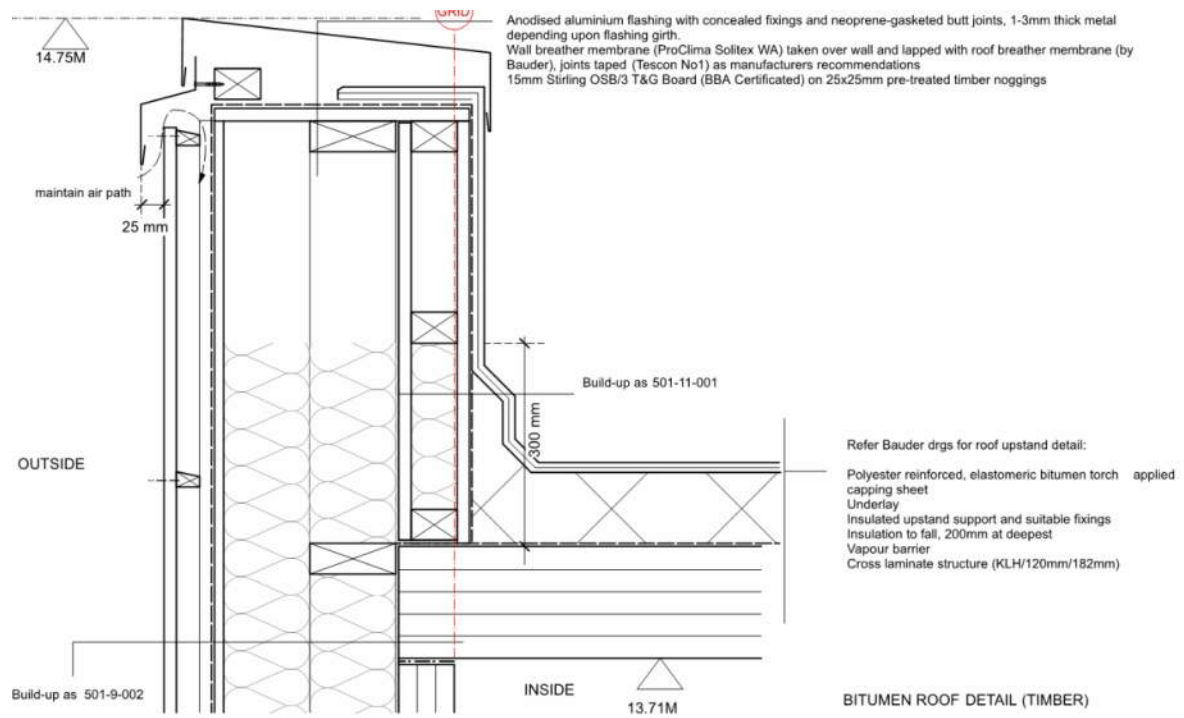 GRID
Anodised aluminium flashing with concealed fixings and neoprene-gasketed butt joints, 1-3mm thick metal
depending upon flashing girth.
Wall breather membrane (ProClima Solitex WA) taken over wall and lapped with roof breather membrane (by
Bauder), joints taped (Tescon No1) as manufacturers recommendations
15mm Stirling OSB/3 T&G Board (BBA Certificated) on 25x25mm pre-treated timber noggings
14.75M
maintain air path
25 mm
Build-up as 501-11-001
300 mm
OUTSIDE
Refer Bauder drgs for roof upstand detail:
Polyester reinforced, elastomeric bitumen torch applied
capping sheet
Underlay
Insulated upstand support and suitable fixings
Insulation to fall, 200mm at deepest
Vapour barrier
Cross laminate structure (KLH/120mm/182mm)
Build-up as 501-9-002
INSIDE
13.71M
BITUMEN ROOF DETAIL (TIMBER)